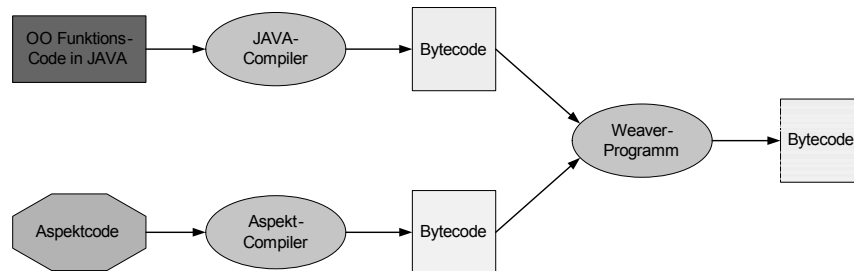 OO Funktions-
Code in JAVA
JAVA-
Compiler
Bytecode
Weaver-
Programm
Bytecode
Aspektcode
Aspekt-
Compiler
Bytecode